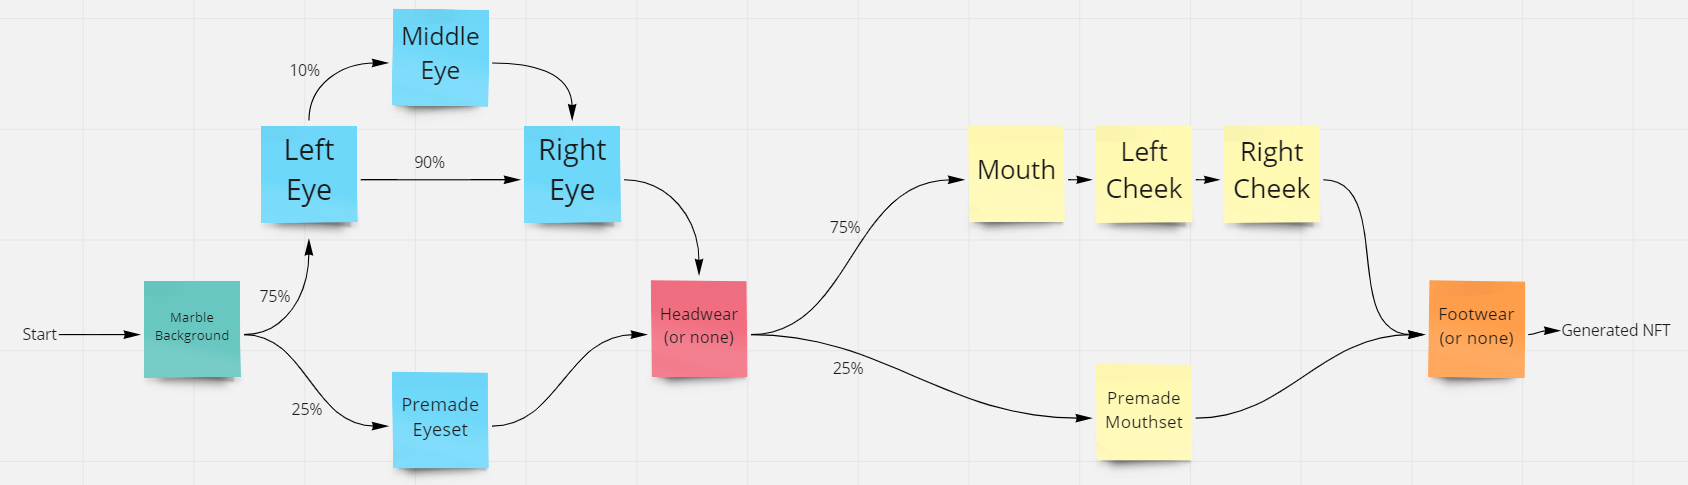 Middle
Eye
10%
Left
Eye
90%
Right
Eye
Mouth
Left
Cheek
Right
Cheek
75%
75%
Start
Marble
Background
Headwear
(or none)
Footwear
(or none)
Generated NFT
25%
25%
Premade
Eyeset
Premade
Mouthset